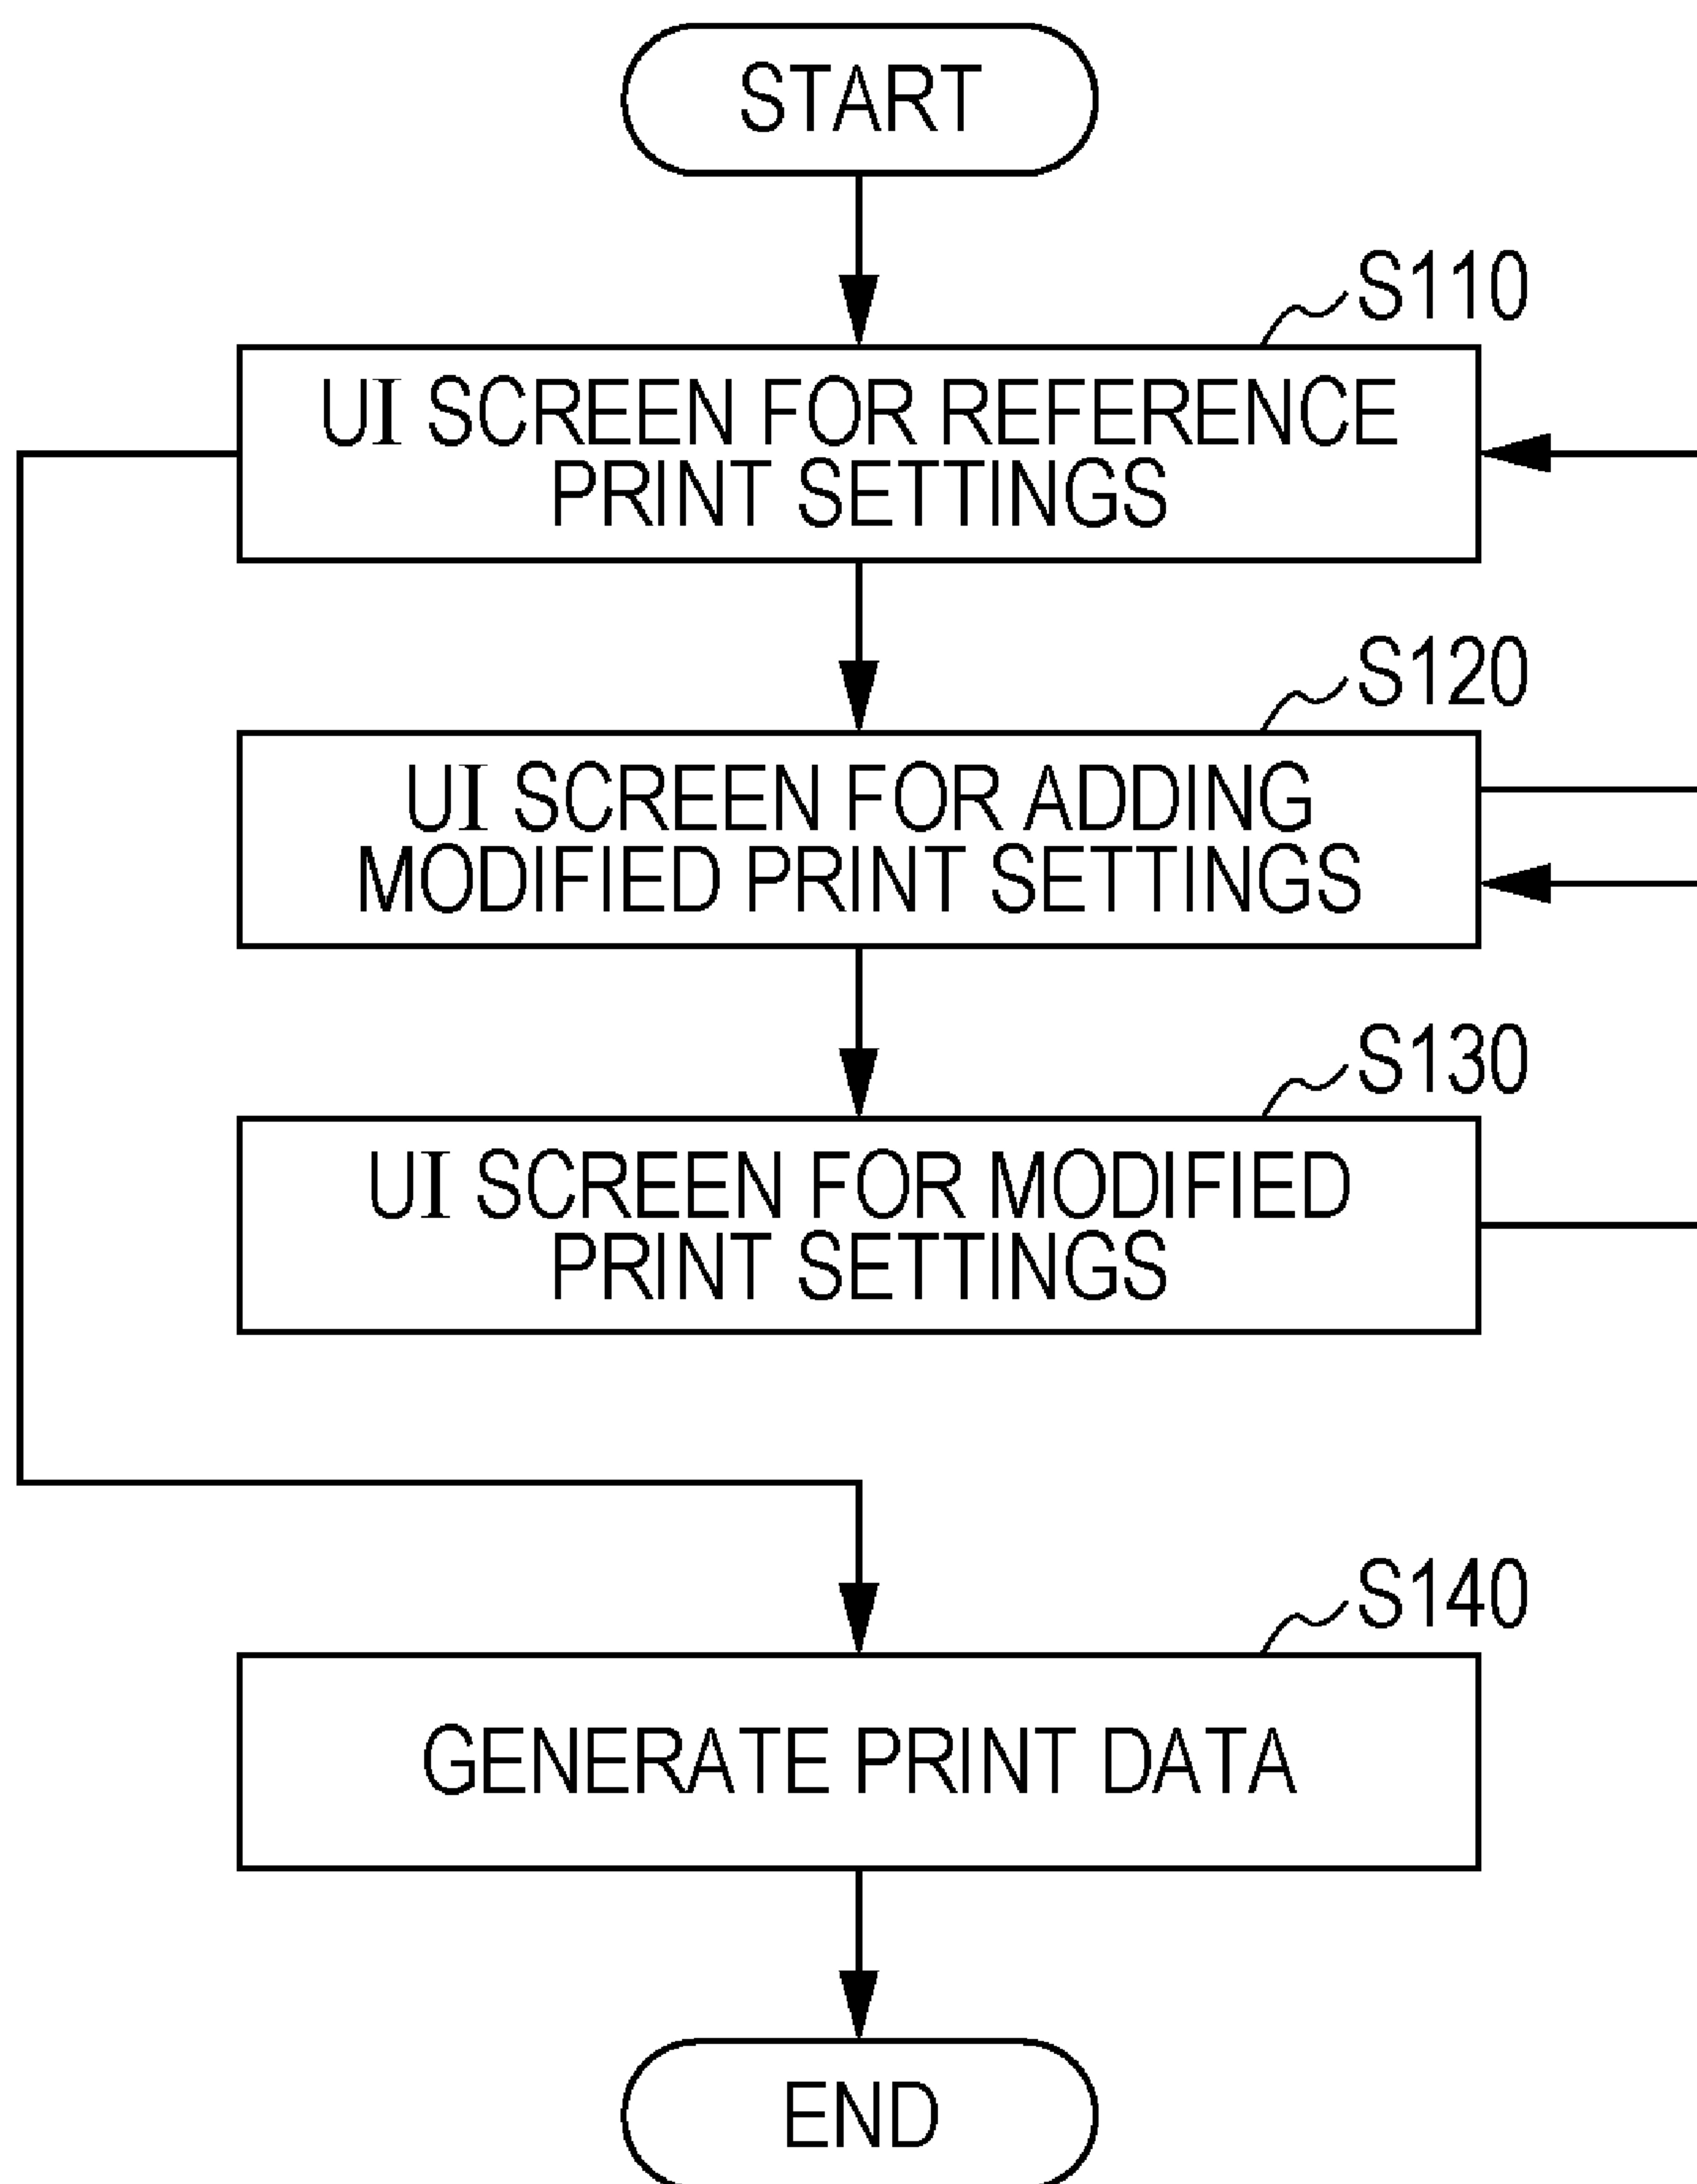 START
S110
UI SCREEN FOR REFERENCE
PRINT SETTINGS
S120
UI SCREEN FOR ADDING
MODIFIED PRINT SETTINGS
S130
UI SCREEN FOR MODIFIED
PRINT SETTINGS
S140
GENERATE PRINT DATA
END